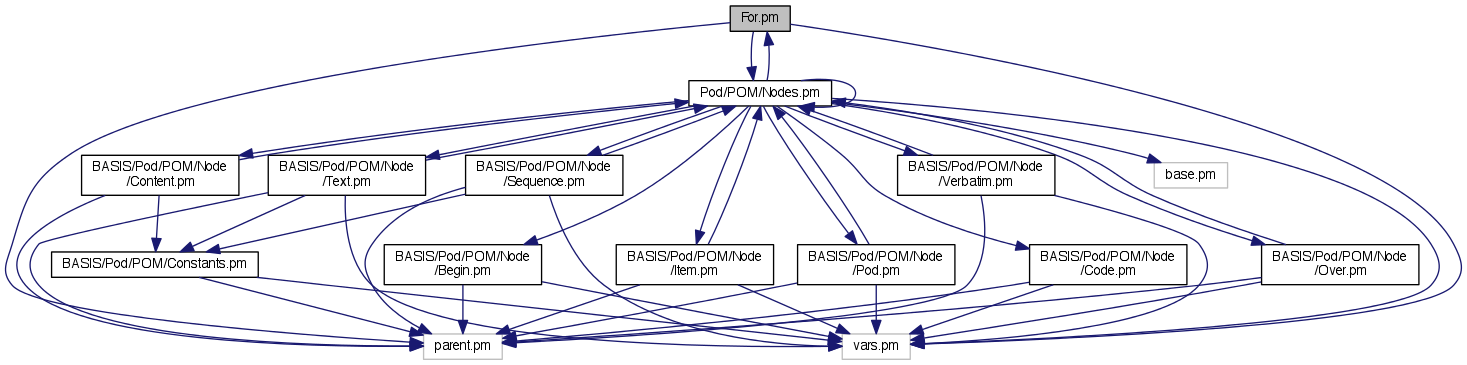 For.pm
Pod/POM/Nodes.pm
BASIS/Pod/POM/Node
/Content.pm
BASIS/Pod/POM/Node
/Text.pm
BASIS/Pod/POM/Node
/Sequence.pm
BASIS/Pod/POM/Node
/Verbatim.pm
base.pm
BASIS/Pod/POM/Constants.pm
BASIS/Pod/POM/Node
/Begin.pm
BASIS/Pod/POM/Node
/Item.pm
BASIS/Pod/POM/Node
/Pod.pm
BASIS/Pod/POM/Node
/Code.pm
BASIS/Pod/POM/Node
/Over.pm
parent.pm
vars.pm